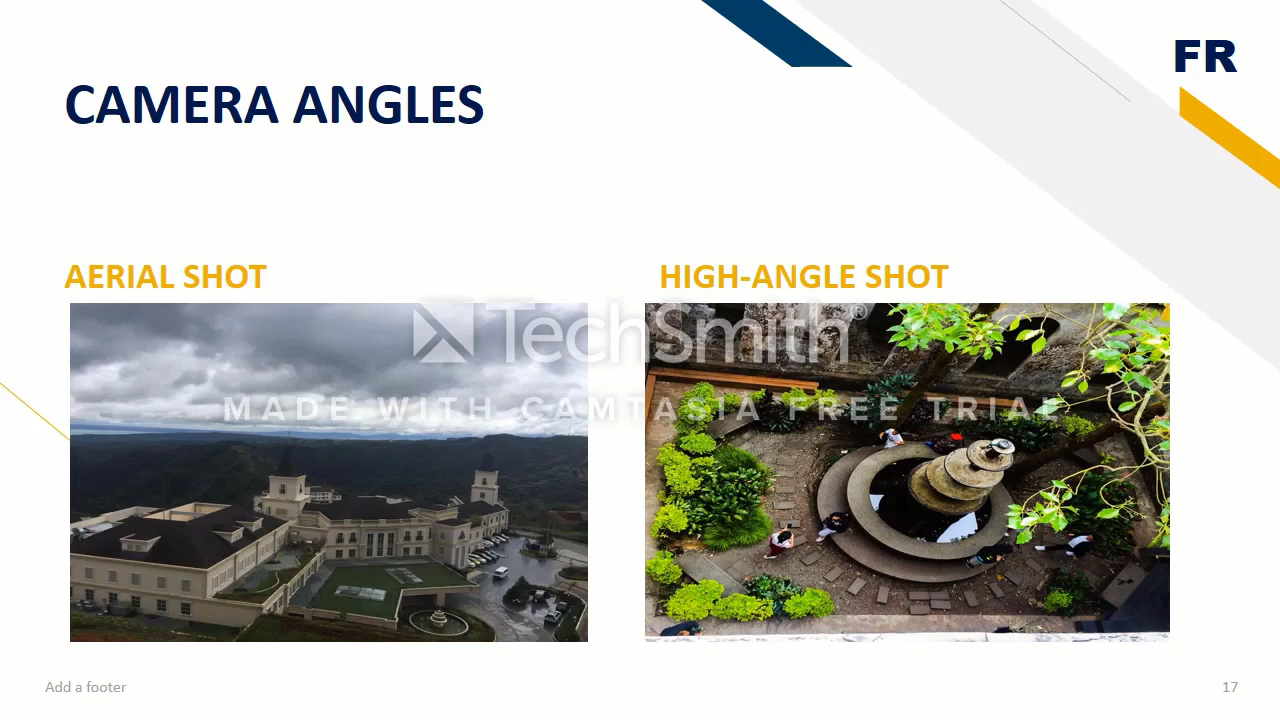 FR
CAMERA ANGLES
AERIAL SHOT
HIGH-ANGLE SHOT
TechSmith®
MADE WITH CAMTASIA FREE TRIAL
Add a footer
17